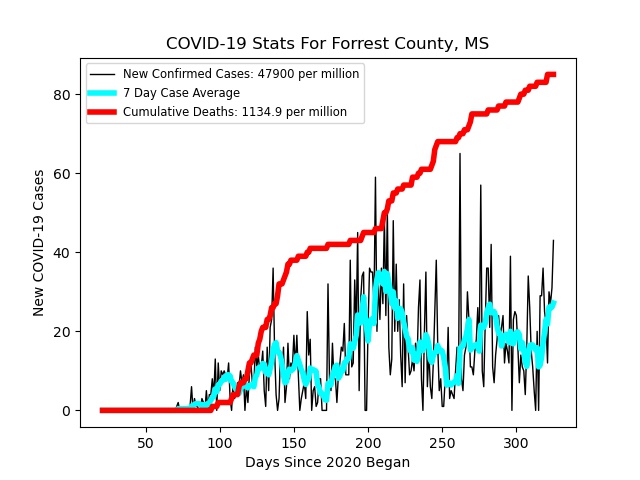 COVID-19 Stats For Forrest County, MS
New Confirmed Cases: 47900 per million
7 Day Case Average
Cumulative Deaths: 1134.9 per million
80
60
40
20
0
New COVID-19 Cases
50
100
150
200
250
300
Days Since 2020 Began